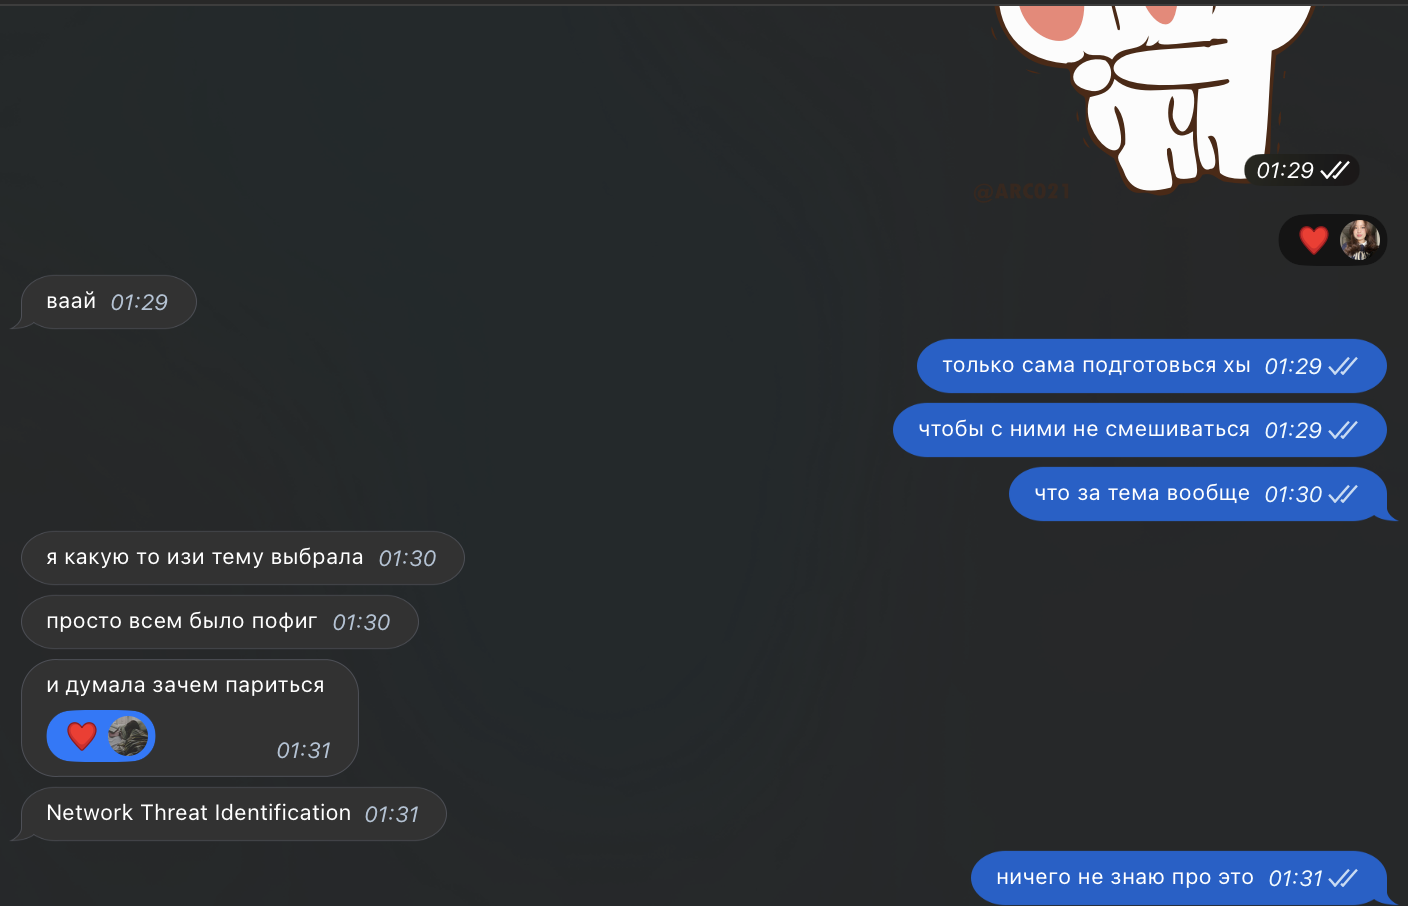 01:29
@ARC021
ваай 01:29
только сама подготовься хы 01:29
чтобы с ними не смешиваться 01:29
что за тема вообще 01:30
я какую то изи тему выбрала 01:30
просто всем было пофиг 01:30
и думала зачем париться
01:31
Network Threat Identification 01:31
ничего не знаю про это 01:31